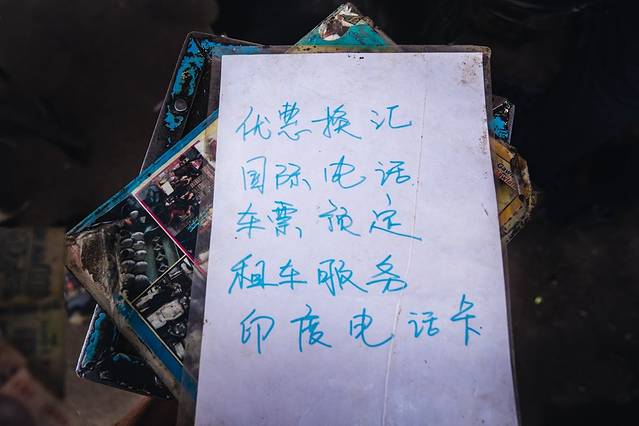 优惠换汇
国际电话
车票预定
租车服务
印度电话卡